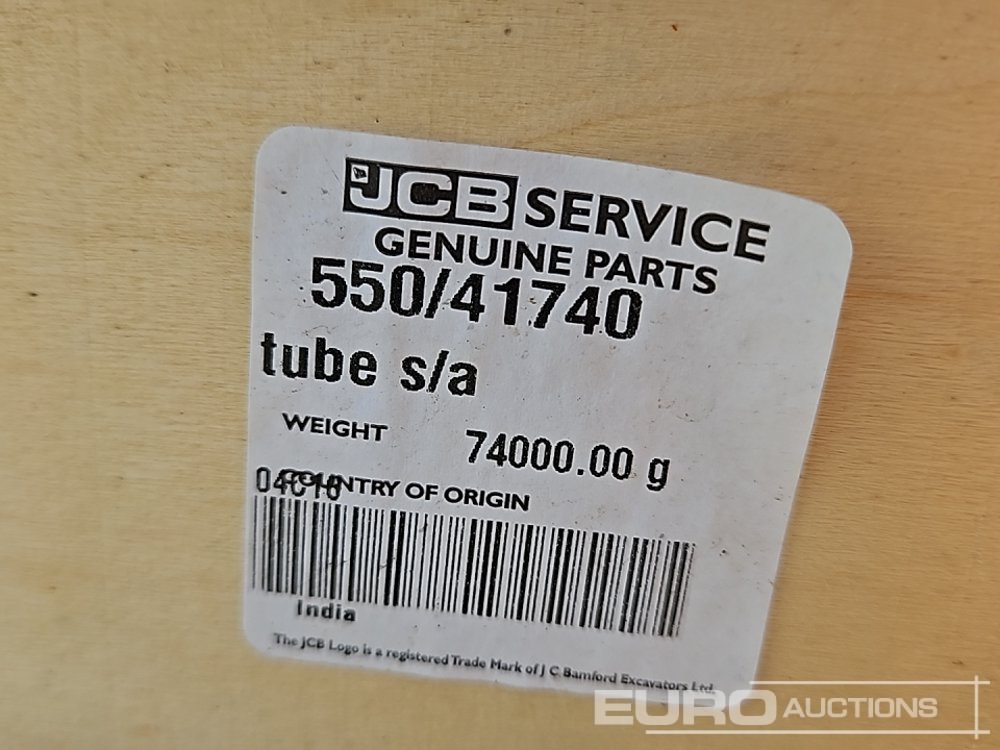 JCB SERVICE
GENUINE PARTS
550/41740
tube s/a
WEIGHT 74000.00 g
04C18
COUNTRY OF ORIGIN
India
The JCB Logo is a registered Trade Mark of J C Bamford Excavators Ltd.
EURO AUCTIONS